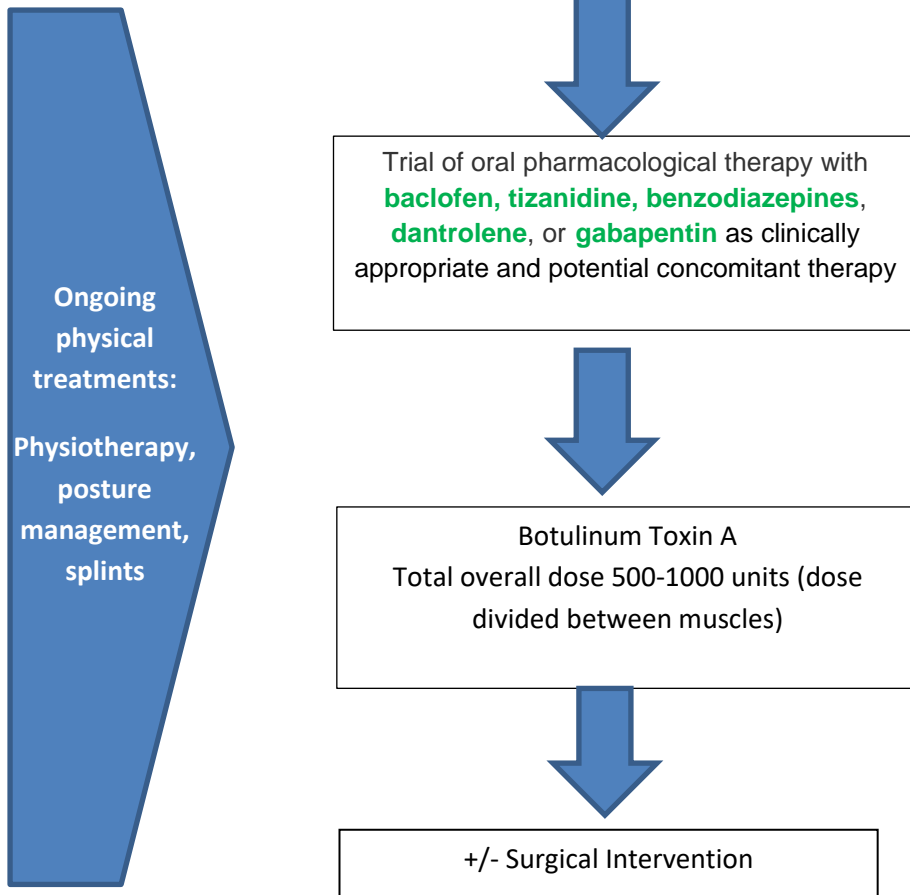 Ongoing
physical
treatments:
Physiotherapy,
posture
management,
splints
Trial of oral pharmacological therapy with
baclofen, tizanidine, benzodiazepines,
dantrolene, or gabapentin as clinically
appropriate and potential concomitant therapy
Botulinum Toxin A
Total overall dose 500-1000 units (dose
divided between muscles)
+/- Surgical Intervention